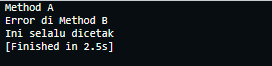 Method A
Error di Method B
Ini selalu dicetak
[Finished in 2.5s]